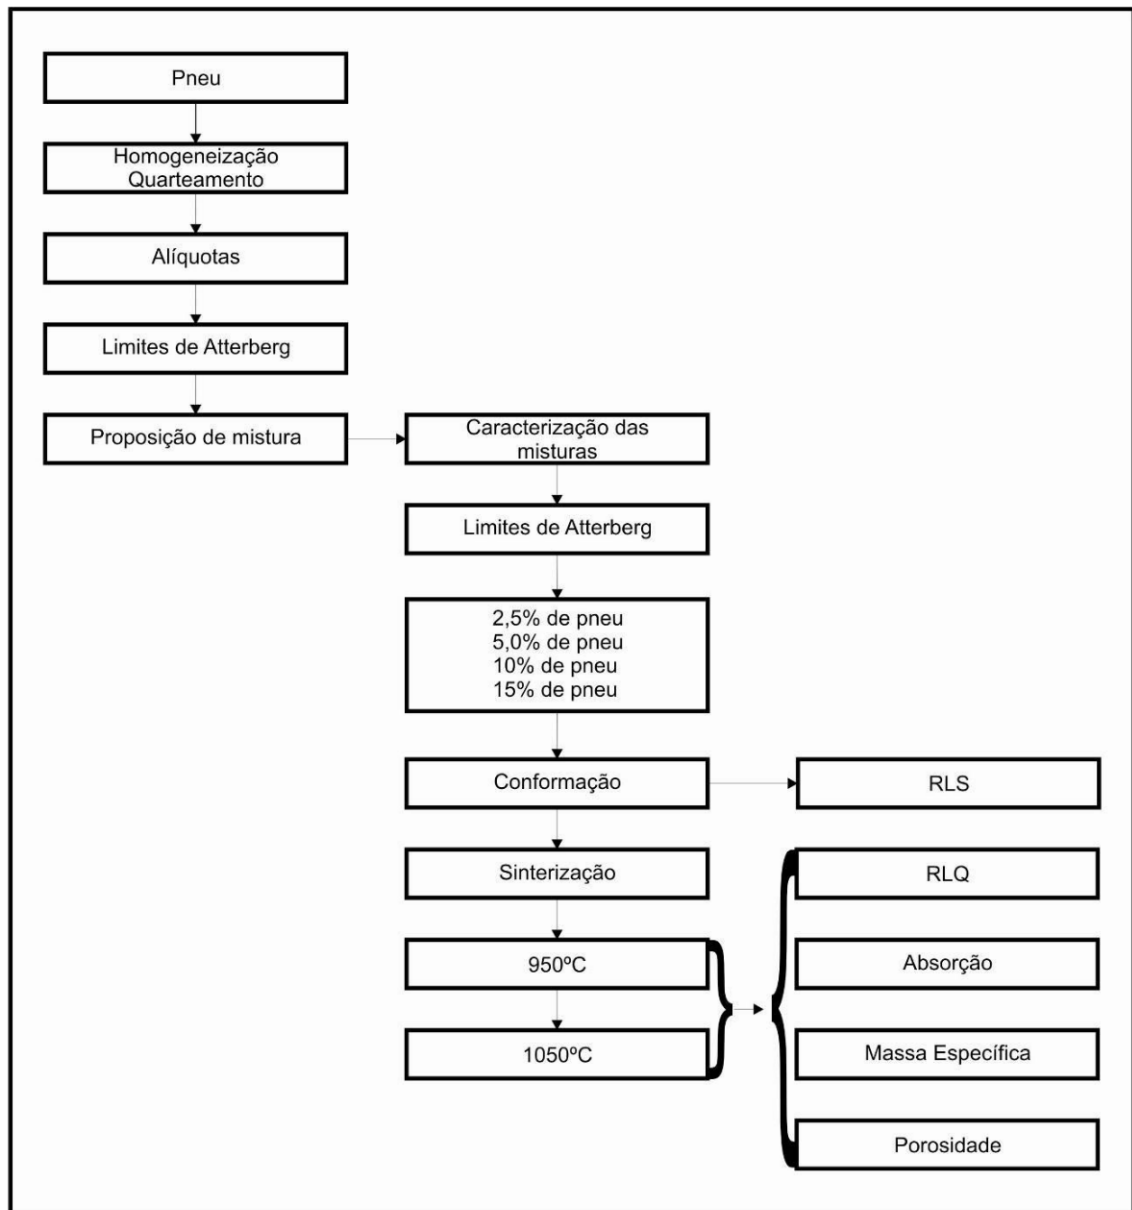 Pneu
Homogeneização
Quarteamento
Alíquotas
Limites de Atterberg
Proposição de mistura
Caracterização das
misturas
Limites de Atterberg
2,5% de pneu
5,0% de pneu
10% de pneu
15% de pneu
Conformação
RLS
Sinterização
950ºC
1050ºC
RLQ
Absorção
Massa Específica
Porosidade